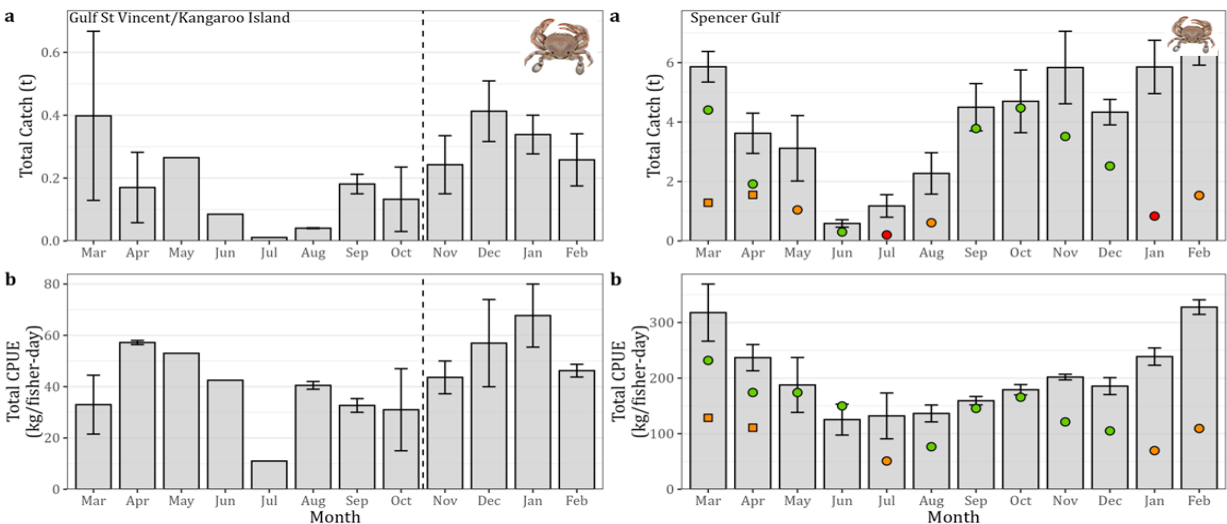 a
Gulf St Vincent/Kangaroo Island
Total Catch (t)
0.6
0.4
0.2
0.0
Mar Apr May Jun Jul Aug Sep Oct Nov Dec Jan Feb
b
Total CPUE
(kg/fisher-day)
80
60
40
20
0
Mar Apr May Jun Jul Aug Sep Oct Nov Dec Jan Feb
Month
a
Spencer Gulf
Total Catch (t)
6
4
2
0
Mar Apr May Jun Jul Aug Sep Oct Nov Dec Jan Feb
b
Total CPUE
(kg/fisher-day)
300
200
100
0
Mar Apr May Jun Jul Aug Sep Oct Nov Dec Jan Feb
Month